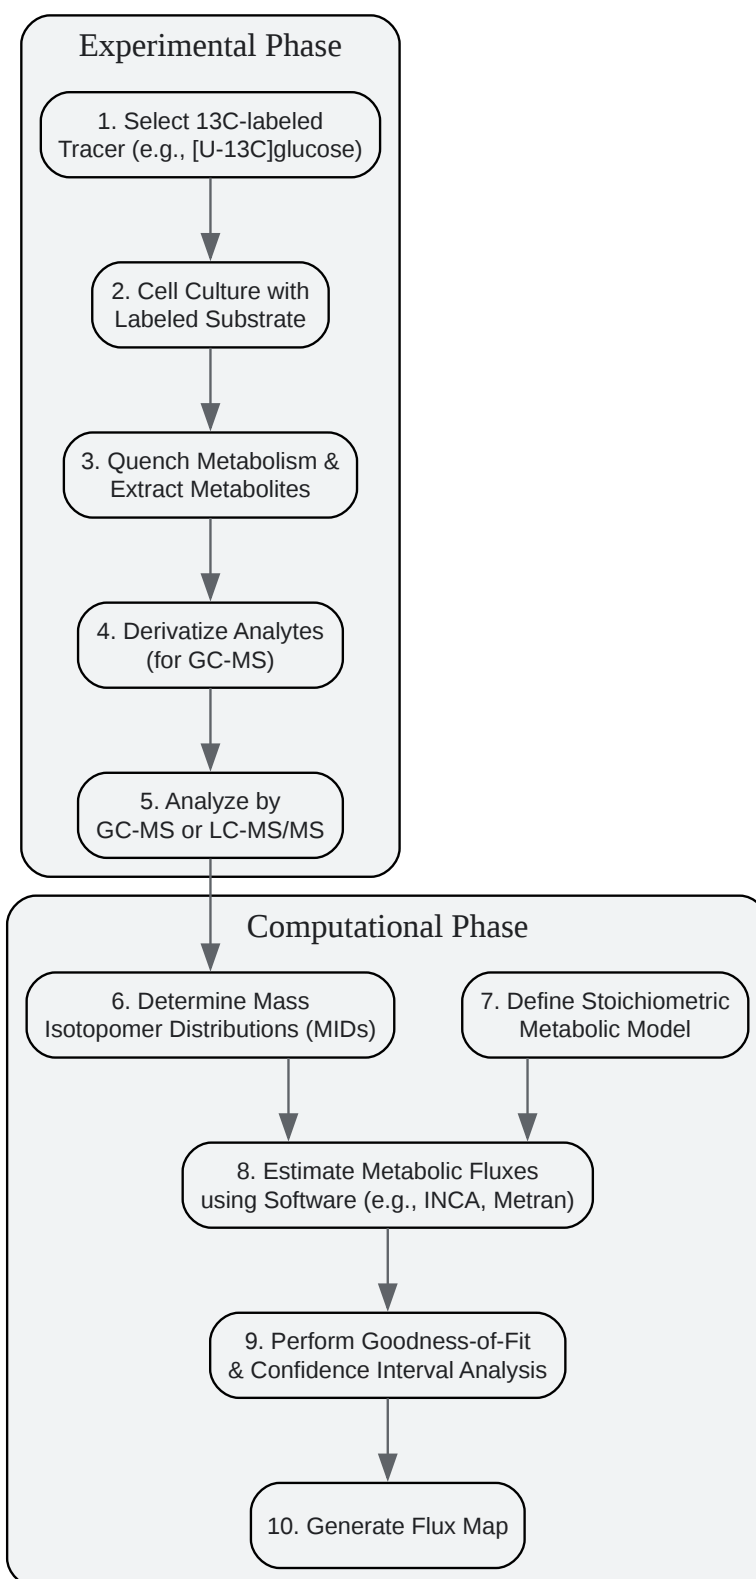 Experimental Phase
1. Select 13C-labeled
Tracer (e.g., [U-13C]glucose)
2. Cell Culture with
Labeled Substrate
3. Quench Metabolism &
Extract Metabolites
4. Derivatize Analytes
(for GC-MS)
5. Analyze by
GC-MS or LC-MS/MS
Computational Phase
6. Determine Mass
Isotopomer Distributions (MIDs)
7. Define Stoichiometric
Metabolic Model
8. Estimate Metabolic Fluxes
using Software (e.g., INCA, Metran)
9. Perform Goodness-of-Fit
& Confidence Interval Analysis
10. Generate Flux Map